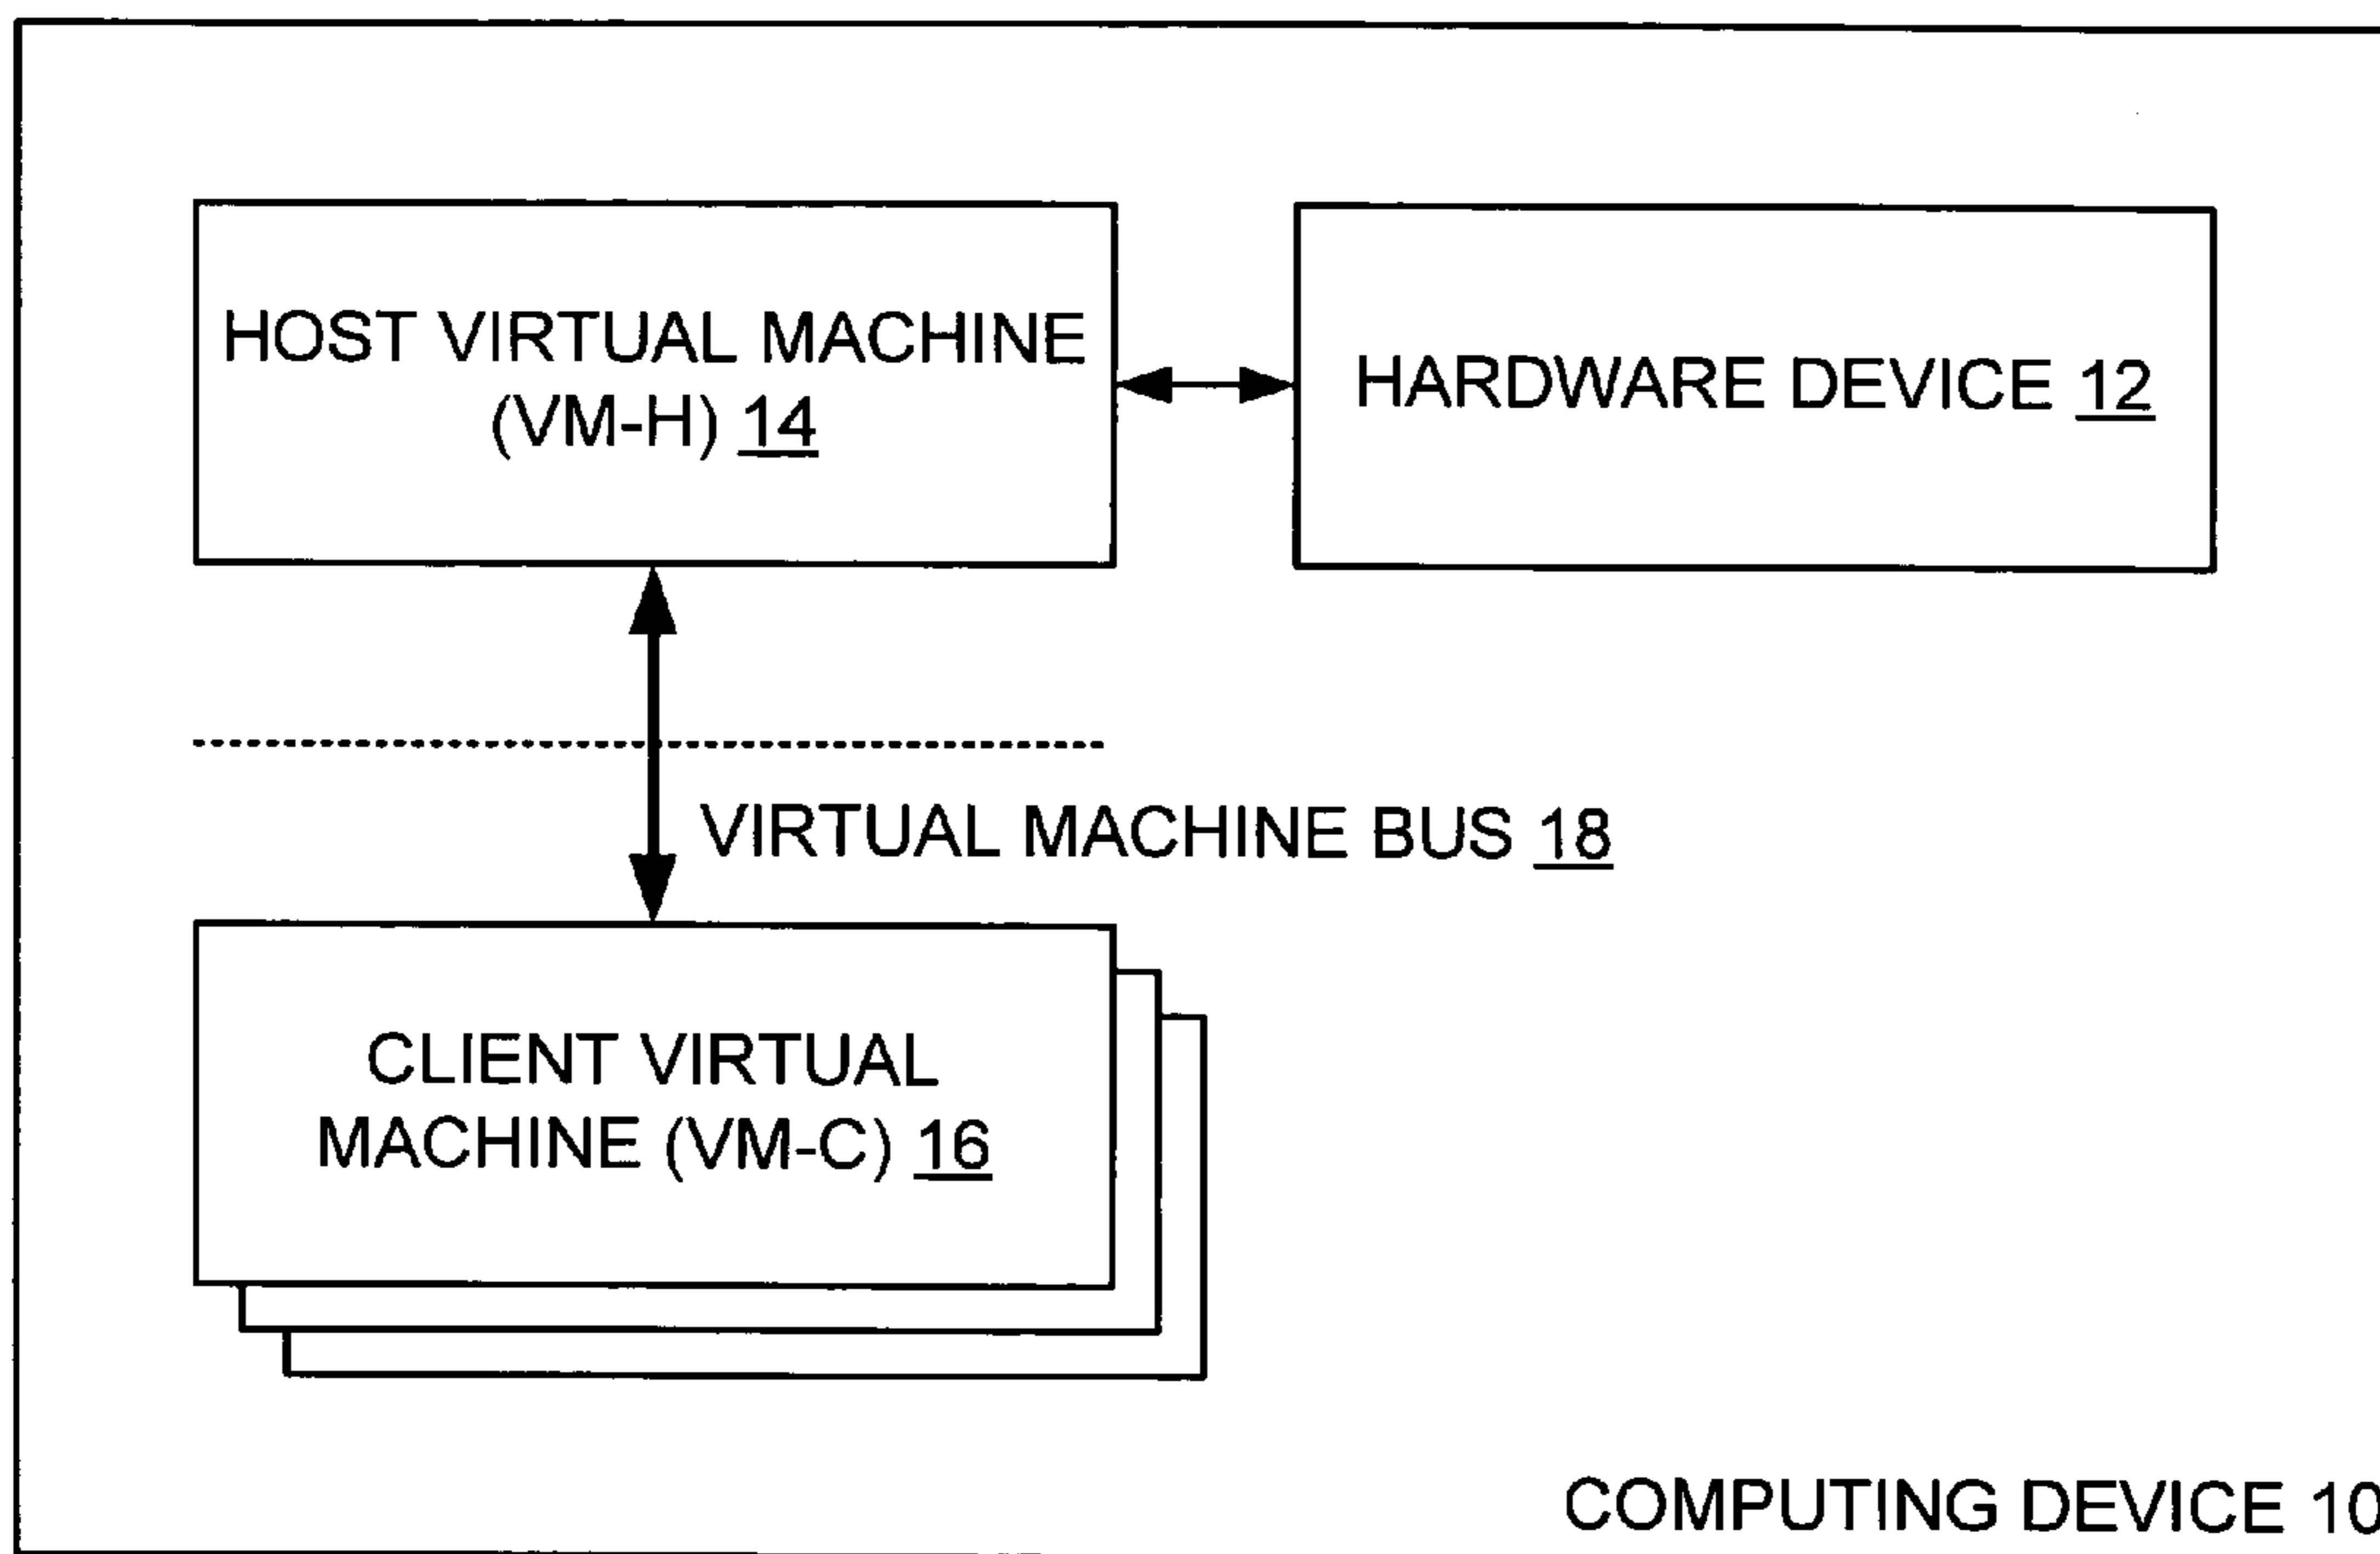 HOST VIRTUAL MACHINE
(VM-H) 14
HARDWARE DEVICE 12
VIRTUAL MACHINE BUS 18
CLIENT VIRTUAL
MACHINE (VM-C) 16
COMPUTING DEVICE 10